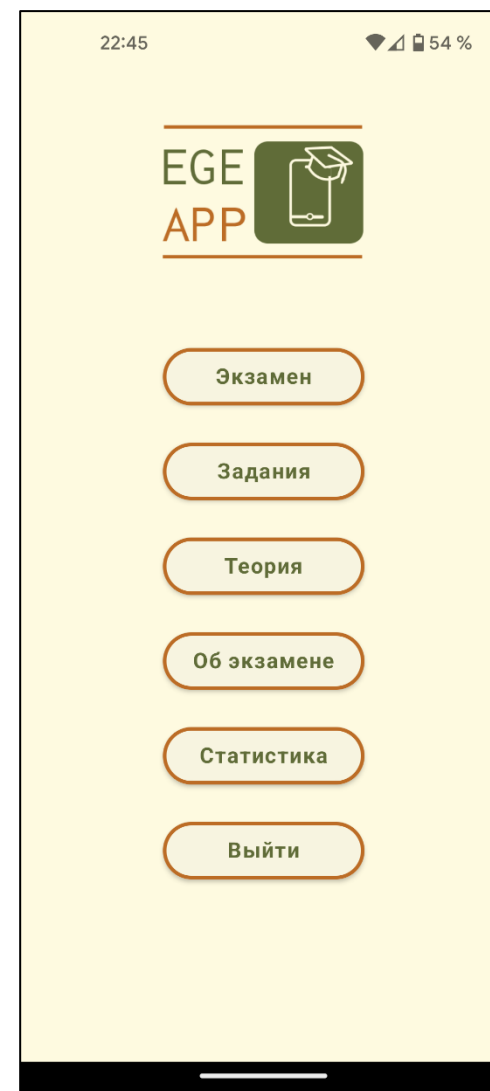 22:45 54 %
EGE
APP
Экзамен
Задания
Теория
Об экзамене
Статистика
Выйти